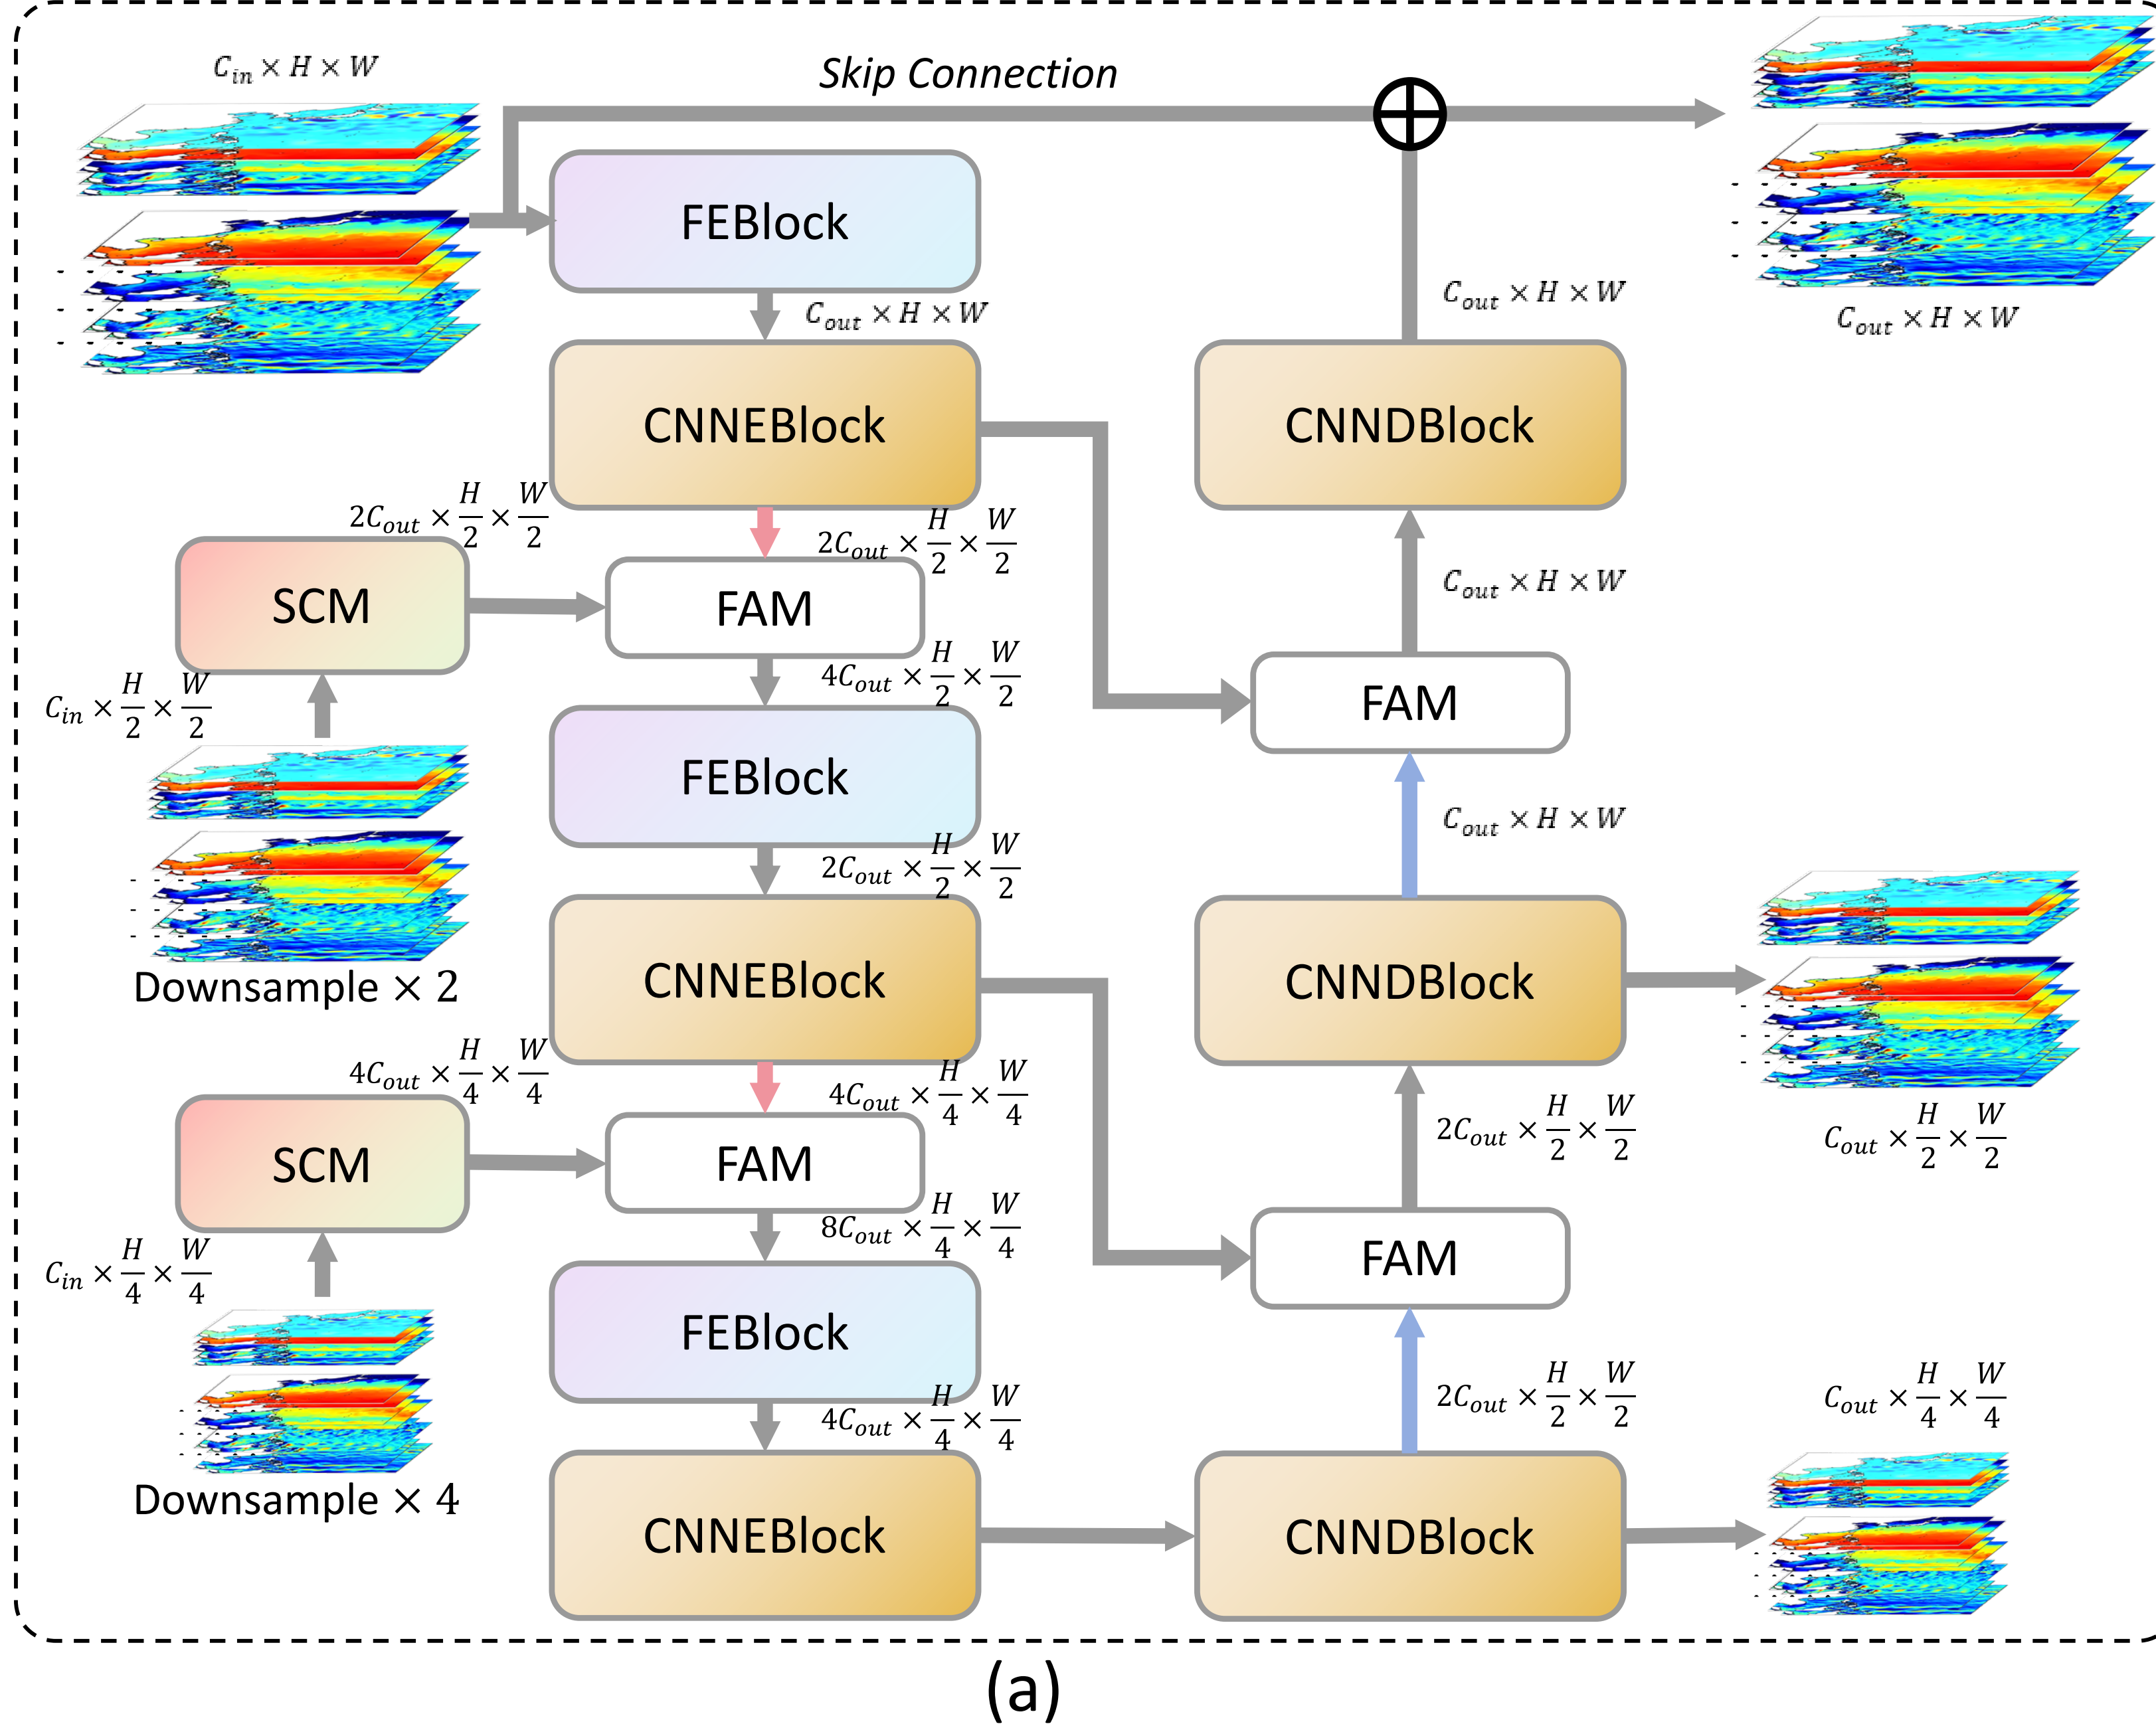 C_in × H × W
Skip Connection
FEBlock
C_out × H × W
C_out × H × W
C_out × H × W
CNNEBlock
CNNDBlock
2C_out × H/2 × W/2
2C_out × H/2 × W/2
SCM
FAM
C_out × H × W
C_in × H/2 × W/2
4C_out × H/2 × W/2
FAM
FEBlock
C_out × H × W
2C_out × H/2 × W/2
Downsample × 2
CNNEBlock
CNNDBlock
4C_out × H/4 × W/4
4C_out × H/4 × W/4
2C_out × H/2 × W/2
C_out × H/2 × W/2
SCM
FAM
C_in × H/4 × W/4
8C_out × H/4 × W/4
FAM
FEBlock
2C_out × H/2 × W/2
C_out × H/4 × W/4
4C_out × H/4 × W/4
Downsample × 4
CNNEBlock
CNNDBlock
(a)